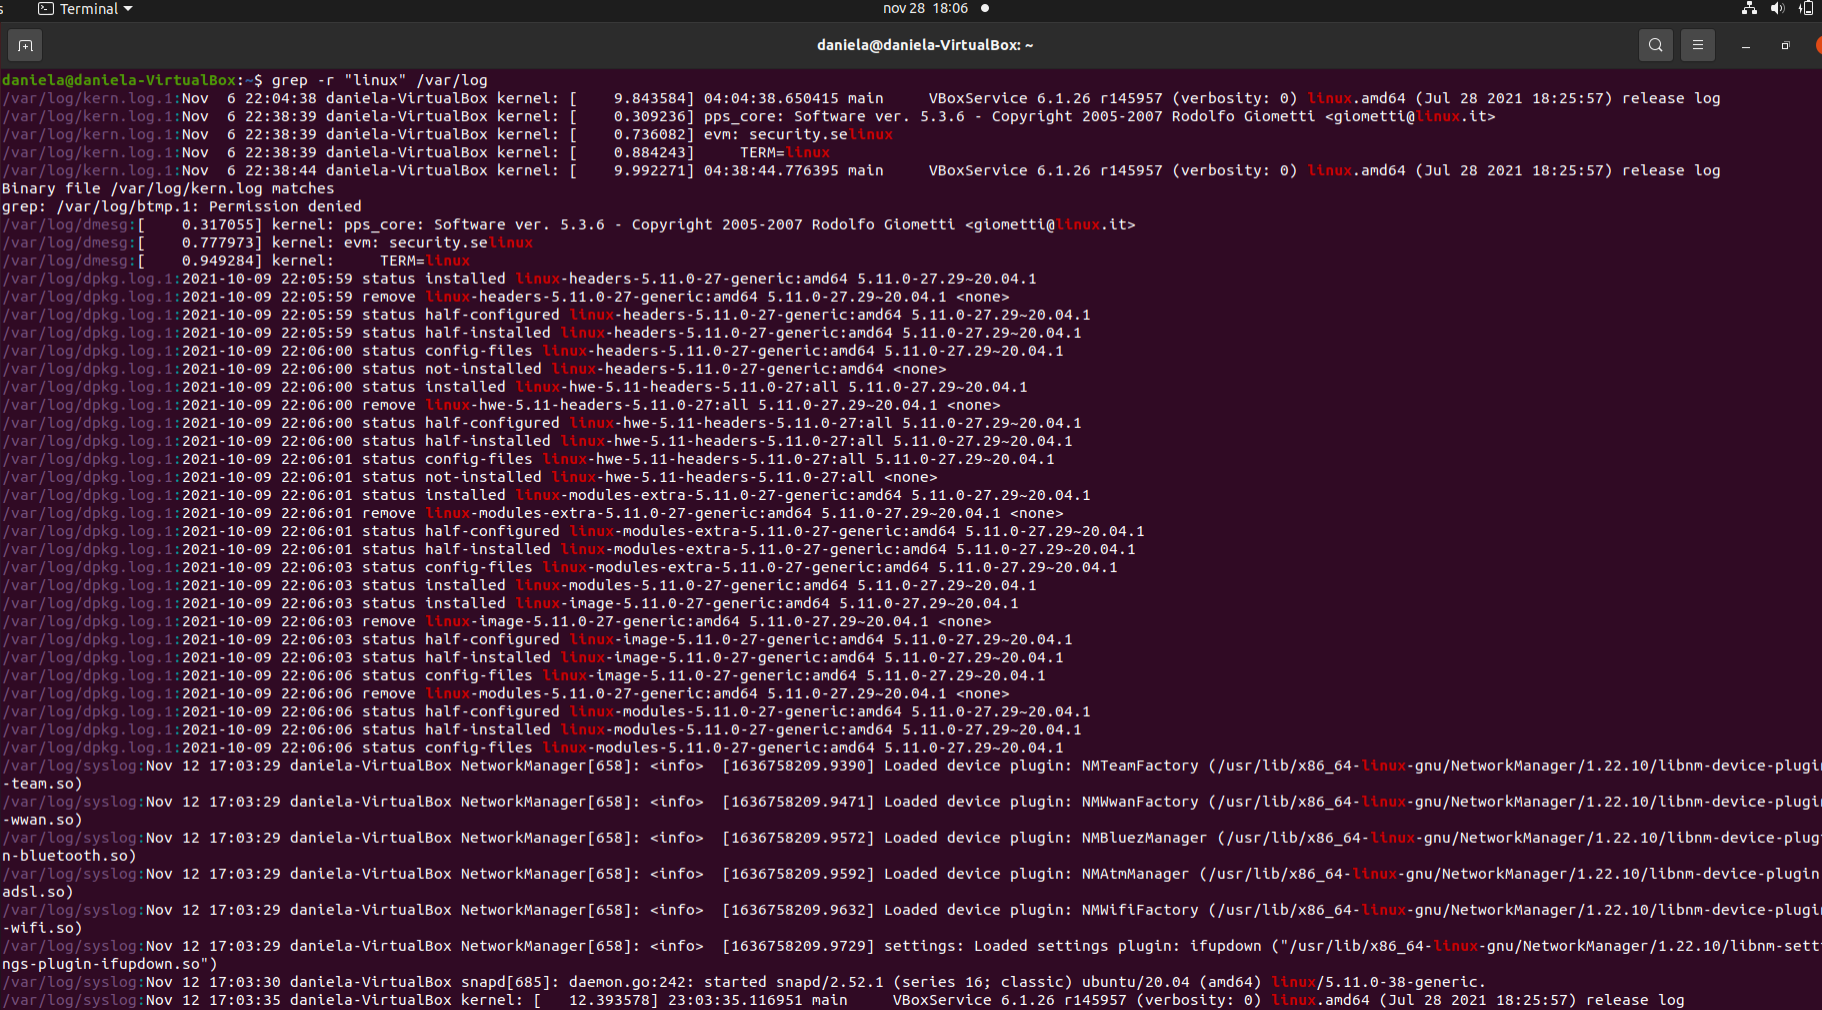 s Terminal nov 28 18:06
daniela@daniela-VirtualBox: ~
daniela@daniela-VirtualBox:~$ grep -r "linux" /var/log
/var/log/kern.log.1:Nov  6 22:04:38 daniela-VirtualBox kernel: [    9.843584] 04:04:38.650415 main     VBoxService 6.1.26 r145957 (verbosity: 0) linux.amd64 (Jul 28 2021 18:25:57) release log
/var/log/kern.log.1:Nov  6 22:38:39 daniela-VirtualBox kernel: [    0.309236] pps_core: Software ver. 5.3.6 - Copyright 2005-2007 Rodolfo Giometti <giometti@linux.it>
/var/log/kern.log.1:Nov  6 22:38:39 daniela-VirtualBox kernel: [    0.736082] evm: security.selinux
/var/log/kern.log.1:Nov  6 22:38:39 daniela-VirtualBox kernel: [    0.884243]     TERM=linux
/var/log/kern.log.1:Nov  6 22:38:44 daniela-VirtualBox kernel: [    9.992271] 04:38:44.776395 main     VBoxService 6.1.26 r145957 (verbosity: 0) linux.amd64 (Jul 28 2021 18:25:57) release log
Binary file /var/log/kern.log matches
grep: /var/log/btmp.1: Permission denied
/var/log/dmesg:[    0.317055] kernel: pps_core: Software ver. 5.3.6 - Copyright 2005-2007 Rodolfo Giometti <giometti@linux.it>
/var/log/dmesg:[    0.777973] kernel: evm: security.selinux
/var/log/dmesg:[    0.949284] kernel:     TERM=linux
/var/log/dpkg.log.1:2021-10-09 22:05:59 status installed linux-headers-5.11.0-27-generic:amd64 5.11.0-27.29~20.04.1
/var/log/dpkg.log.1:2021-10-09 22:05:59 remove linux-headers-5.11.0-27-generic:amd64 5.11.0-27.29~20.04.1 <none>
/var/log/dpkg.log.1:2021-10-09 22:05:59 status half-configured linux-headers-5.11.0-27-generic:amd64 5.11.0-27.29~20.04.1
/var/log/dpkg.log.1:2021-10-09 22:05:59 status half-installed linux-headers-5.11.0-27-generic:amd64 5.11.0-27.29~20.04.1
/var/log/dpkg.log.1:2021-10-09 22:06:00 status config-files linux-headers-5.11.0-27-generic:amd64 5.11.0-27.29~20.04.1
/var/log/dpkg.log.1:2021-10-09 22:06:00 status not-installed linux-headers-5.11.0-27-generic:amd64 <none>
/var/log/dpkg.log.1:2021-10-09 22:06:00 status installed linux-hwe-5.11-headers-5.11.0-27:all 5.11.0-27.29~20.04.1
/var/log/dpkg.log.1:2021-10-09 22:06:00 remove linux-hwe-5.11-headers-5.11.0-27:all 5.11.0-27.29~20.04.1 <none>
/var/log/dpkg.log.1:2021-10-09 22:06:00 status half-configured linux-hwe-5.11-headers-5.11.0-27:all 5.11.0-27.29~20.04.1
/var/log/dpkg.log.1:2021-10-09 22:06:00 status half-installed linux-hwe-5.11-headers-5.11.0-27:all 5.11.0-27.29~20.04.1
/var/log/dpkg.log.1:2021-10-09 22:06:01 status config-files linux-hwe-5.11-headers-5.11.0-27:all 5.11.0-27.29~20.04.1
/var/log/dpkg.log.1:2021-10-09 22:06:01 status not-installed linux-hwe-5.11-headers-5.11.0-27:all <none>
/var/log/dpkg.log.1:2021-10-09 22:06:01 status installed linux-modules-extra-5.11.0-27-generic:amd64 5.11.0-27.29~20.04.1
/var/log/dpkg.log.1:2021-10-09 22:06:01 remove linux-modules-extra-5.11.0-27-generic:amd64 5.11.0-27.29~20.04.1 <none>
/var/log/dpkg.log.1:2021-10-09 22:06:01 status half-configured linux-modules-extra-5.11.0-27-generic:amd64 5.11.0-27.29~20.04.1
/var/log/dpkg.log.1:2021-10-09 22:06:01 status half-installed linux-modules-extra-5.11.0-27-generic:amd64 5.11.0-27.29~20.04.1
/var/log/dpkg.log.1:2021-10-09 22:06:03 status config-files linux-modules-extra-5.11.0-27-generic:amd64 5.11.0-27.29~20.04.1
/var/log/dpkg.log.1:2021-10-09 22:06:03 status installed linux-modules-5.11.0-27-generic:amd64 5.11.0-27.29~20.04.1
/var/log/dpkg.log.1:2021-10-09 22:06:03 status installed linux-image-5.11.0-27-generic:amd64 5.11.0-27.29~20.04.1
/var/log/dpkg.log.1:2021-10-09 22:06:03 remove linux-image-5.11.0-27-generic:amd64 5.11.0-27.29~20.04.1 <none>
/var/log/dpkg.log.1:2021-10-09 22:06:03 status half-configured linux-image-5.11.0-27-generic:amd64 5.11.0-27.29~20.04.1
/var/log/dpkg.log.1:2021-10-09 22:06:03 status half-installed linux-image-5.11.0-27-generic:amd64 5.11.0-27.29~20.04.1
/var/log/dpkg.log.1:2021-10-09 22:06:06 status config-files linux-image-5.11.0-27-generic:amd64 5.11.0-27.29~20.04.1
/var/log/dpkg.log.1:2021-10-09 22:06:06 remove linux-modules-5.11.0-27-generic:amd64 5.11.0-27.29~20.04.1 <none>
/var/log/dpkg.log.1:2021-10-09 22:06:06 status half-configured linux-modules-5.11.0-27-generic:amd64 5.11.0-27.29~20.04.1
/var/log/dpkg.log.1:2021-10-09 22:06:06 status half-installed linux-modules-5.11.0-27-generic:amd64 5.11.0-27.29~20.04.1
/var/log/dpkg.log.1:2021-10-09 22:06:06 status config-files linux-modules-5.11.0-27-generic:amd64 5.11.0-27.29~20.04.1
/var/log/syslog:Nov 12 17:03:29 daniela-VirtualBox NetworkManager[658]: <info>  [1636758209.9390] Loaded device plugin: NMTeamFactory (/usr/lib/x86_64-linux-gnu/NetworkManager/1.22.10/libnm-device-plugin
-team.so)
/var/log/syslog:Nov 12 17:03:29 daniela-VirtualBox NetworkManager[658]: <info>  [1636758209.9471] Loaded device plugin: NMWwanFactory (/usr/lib/x86_64-linux-gnu/NetworkManager/1.22.10/libnm-device-plugin
-wwan.so)
/var/log/syslog:Nov 12 17:03:29 daniela-VirtualBox NetworkManager[658]: <info>  [1636758209.9572] Loaded device plugin: NMBluezManager (/usr/lib/x86_64-linux-gnu/NetworkManager/1.22.10/libnm-device-plugi
n-bluetooth.so)
/var/log/syslog:Nov 12 17:03:29 daniela-VirtualBox NetworkManager[658]: <info>  [1636758209.9592] Loaded device plugin: NMAtmManager (/usr/lib/x86_64-linux-gnu/NetworkManager/1.22.10/libnm-device-plugin
adsl.so)
/var/log/syslog:Nov 12 17:03:29 daniela-VirtualBox NetworkManager[658]: <info>  [1636758209.9632] Loaded device plugin: NMWifiFactory (/usr/lib/x86_64-linux-gnu/NetworkManager/1.22.10/libnm-device-plugin
-wifi.so)
/var/log/syslog:Nov 12 17:03:29 daniela-VirtualBox NetworkManager[658]: <info>  [1636758209.9729] settings: Loaded settings plugin: ifupdown ("/usr/lib/x86_64-linux-gnu/NetworkManager/1.22.10/libnm-setti
ngs-plugin-ifupdown.so")
/var/log/syslog:Nov 12 17:03:30 daniela-VirtualBox snapd[685]: daemon.go:242: started snapd/2.52.1 (series 16; classic) ubuntu/20.04 (amd64) linux/5.11.0-38-generic.
/var/log/syslog:Nov 12 17:03:35 daniela-VirtualBox kernel: [   12.393578] 23:03:35.116951 main     VBoxService 6.1.26 r145957 (verbosity: 0) linux.amd64 (Jul 28 2021 18:25:57) release log